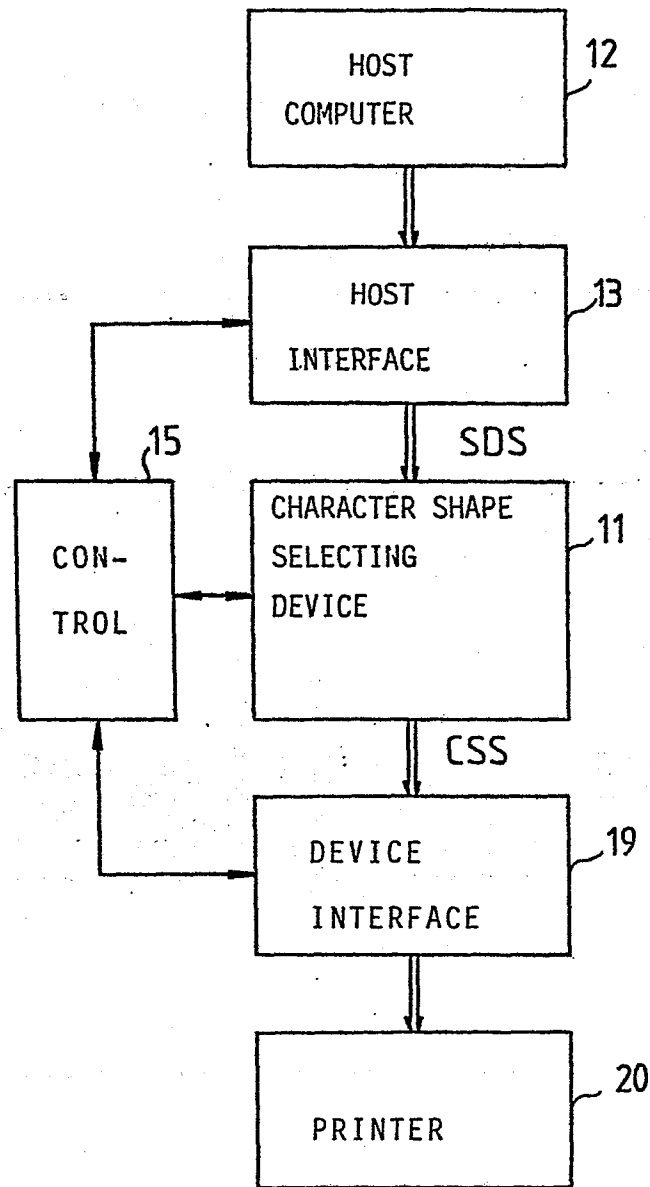 HOST
COMPUTER
12
HOST
INTERFACE
13
SDS
15
CON-
TROL
CHARACTER SHAPE
SELECTING
DEVICE
11
CSS
DEVICE
INTERFACE
19
PRINTER
20